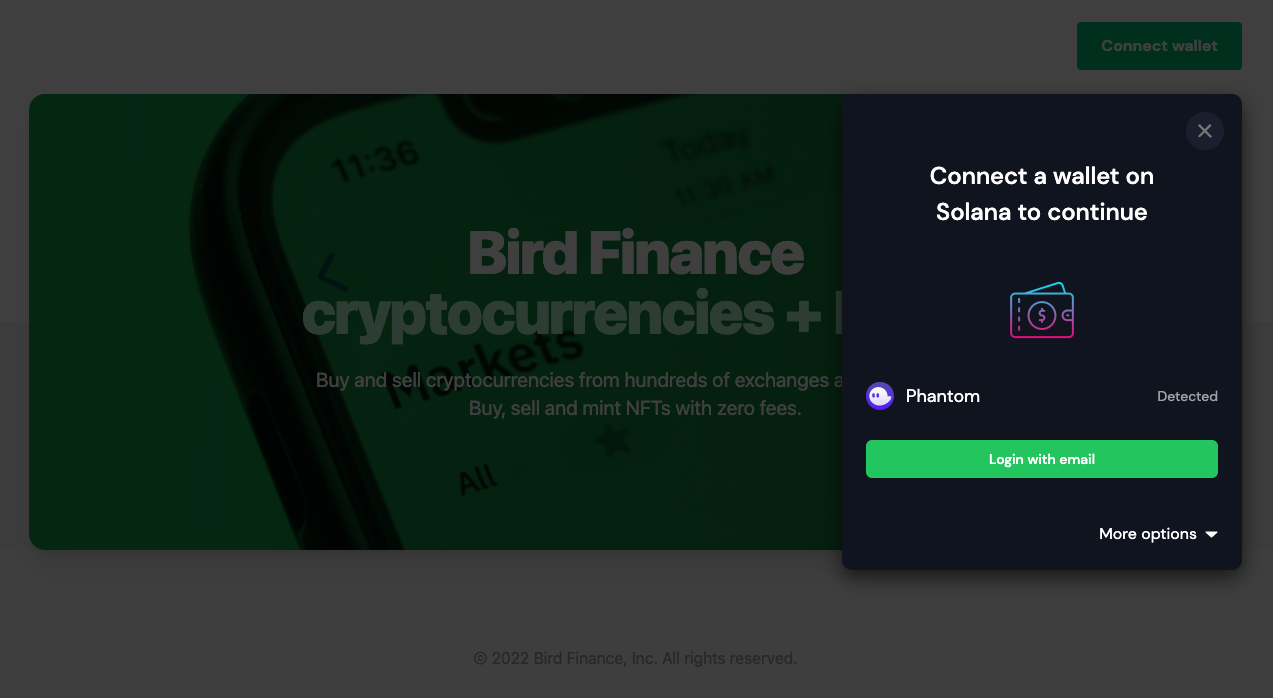 Connect wallet
11:36
Today
11:30 AM
Bird Finance
cryptocurrencies +
Markets
Buy and sell cryptocurrencies from hundreds of exchanges
Buy, sell and mint NFTs with zero fees.
All
Connect a wallet on
Solana to continue
$
Phantom
Detected
Login with email
More options
© 2022 Bird Finance, Inc. All rights reserved.